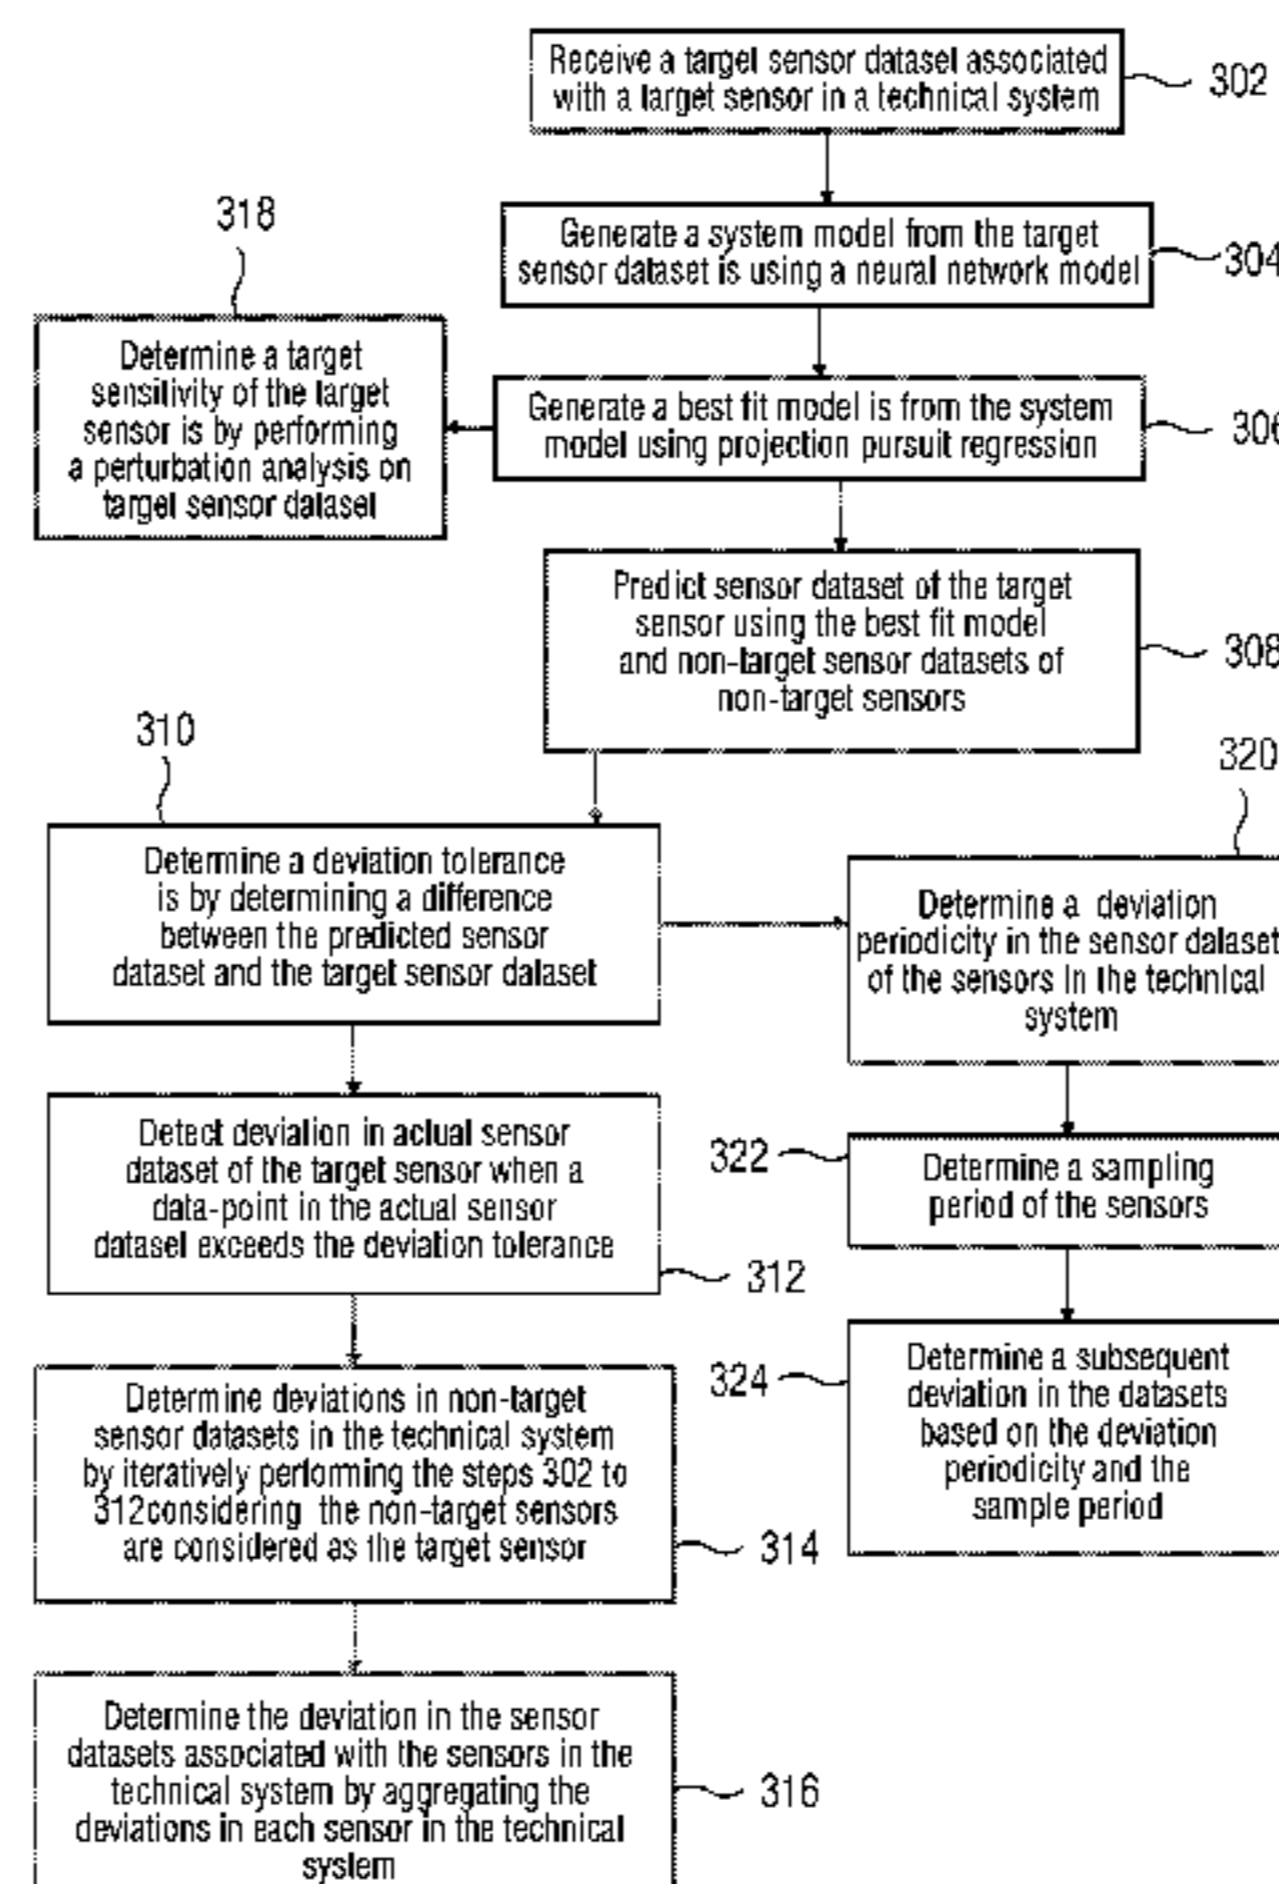 Receive a target sensor dataset associated
with a target sensor in a technical system
302
Generate a system model from the target
sensor dataset is using a neural network model
304
318
Determine a target
sensitivity of the target
sensor is by performing
a perturbation analysis on
target sensor dataset
Generate a best fit model is from the system
model using projection pursuit regression
306
Predict sensor dataset of the target
sensor using the best fit model
and non-target sensor datasets of
non-target sensors
308
310
Determine a deviation tolerance
is by determining a difference
between the predicted sensor
dataset and the target sensor dataset
320
Determine a deviation
periodicity in the sensor dataset
of the sensors in the technical
system
Detect deviation in actual sensor
dataset of the target sensor when a
data-point in the actual sensor
dataset exceeds the deviation tolerance
312
322
Determine a sampling
period of the sensors
324
Determine a subsequent
deviation in the datasets
based on the deviation
periodicity and the
sample period
Determine deviations in non-target
sensor datasets in the technical system
by iteratively performing the steps 302 to
312considering the non-target sensors
are considered as the target sensor
314
Determine the deviation in the sensor
datasets associated with the sensors in the
technical system by aggregating the
deviations in each sensor in the technical
system
316